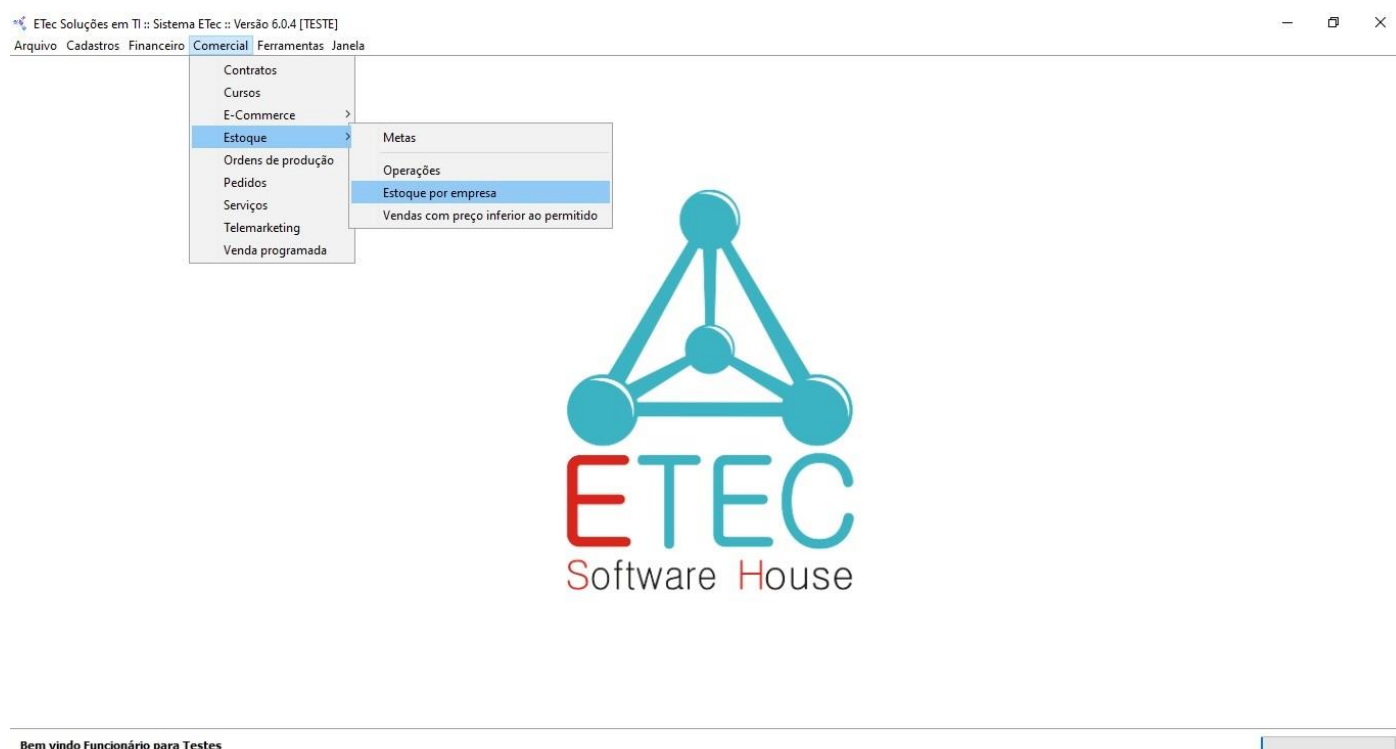 ETec Soluções em TI :: Sistema ETec :: Versão 6.0.4 [TESTE]
Arquivo Cadastros Financeiro Comercial Ferramentas Janela
Contratos
Cursos
E-Commerce
Estoque
Ordens de produção
Pedidos
Serviços
Telemarketing
Venda programada
Metas
Operações
Estoque por empresa
Vendas com preço inferior ao permitido
ETEC
Software House
Bem vindo Funcionário para Testes